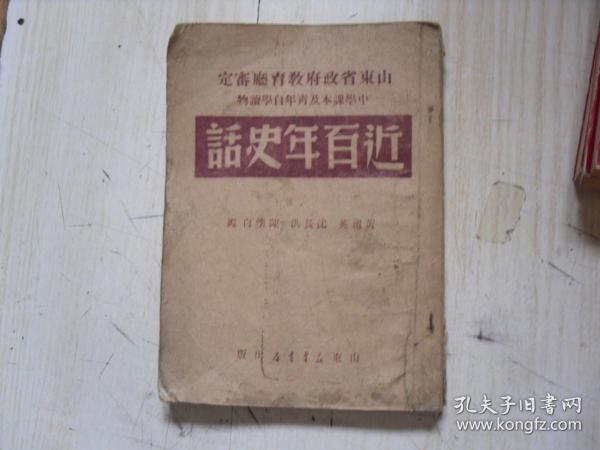 山東省政府教育廳審定
中學課本及青年自學讀物
近百年史話
黃祖英 沈長洪 陳懷白 編
山東新華書店出版
孔夫子旧书网
www.kongfz.com